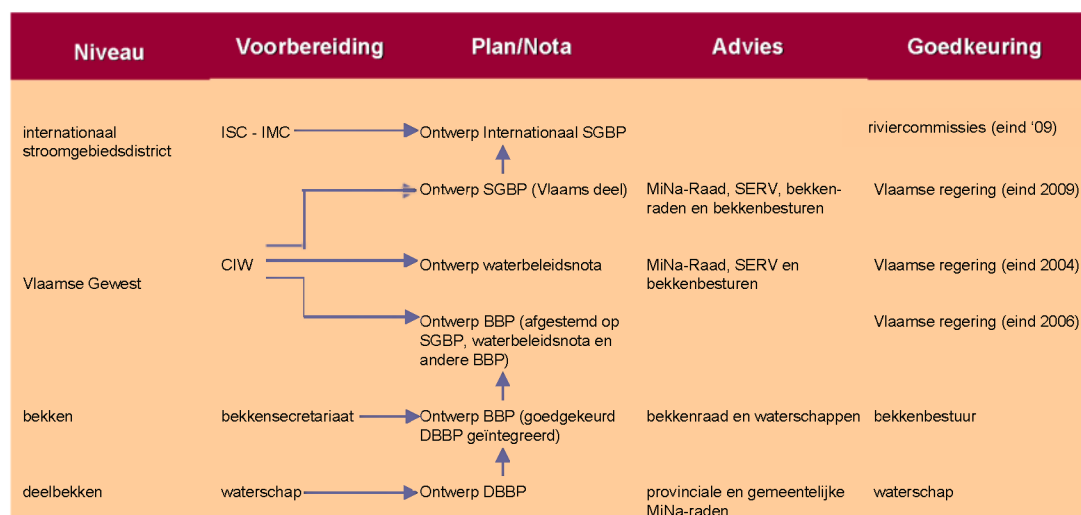 Niveau Voorbereiding Plan/Nota Advies Goedkeuring
internationaal
stroomgebiedsdistrict
ISC - IMC
Ontwerp Internationaal SGBP
riviercommissies (eind ‘09)
Ontwerp SGBP (Vlaams deel)
MiNa-Raad, SERV, bekken-
raden en bekkenbesturen
Vlaamse regering (eind 2009)
Vlaamse Gewest
CIW
Ontwerp waterbeleidsnota
MiNa-Raad, SERV en
bekkenbesturen
Vlaamse regering (eind 2004)
Ontwerp BBP (afgestemd op
SGBP, waterbeleidsnota en
andere BBP)
Vlaamse regering (eind 2006)
bekken
bekkensecretariaat
Ontwerp BBP (goedgekeurd
DBBP geïntegreerd)
bekkenraad en waterschappen
bekkenbestuur
deelbekken
waterschap
Ontwerp DBBP
provinciale en gemeentelijke
MiNa-raden
waterschap